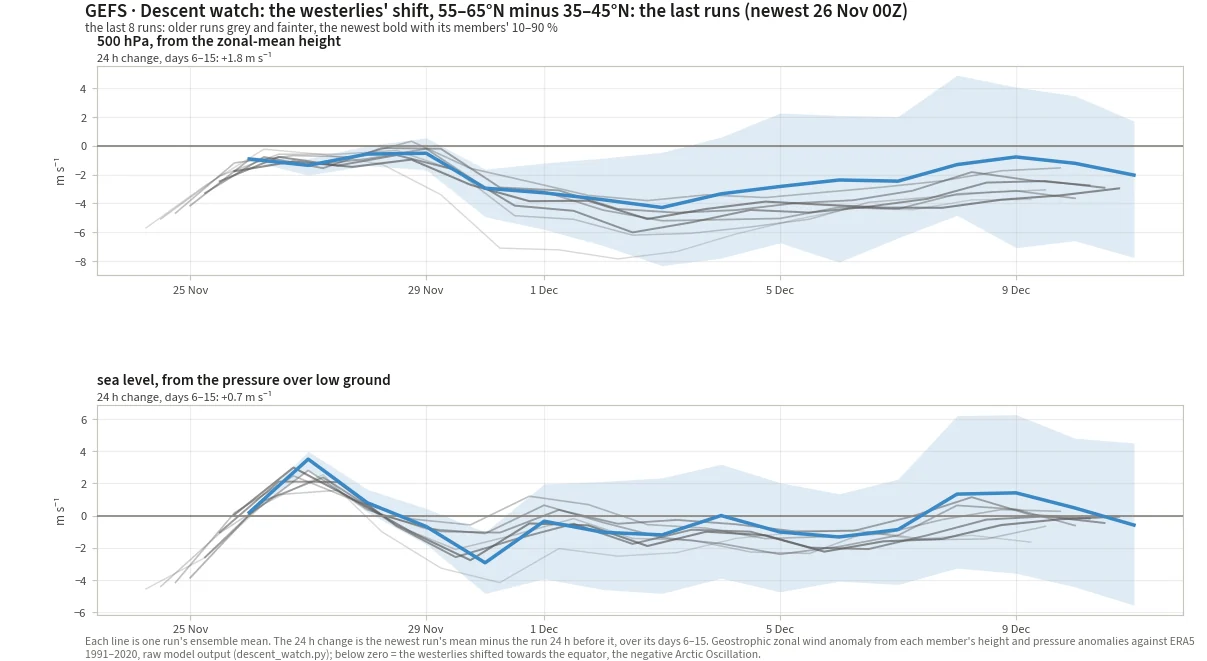 GEFS · Descent watch: the westerlies' shift, 55–65°N minus 35–45°N: the last runs (newest 26 Nov 00Z)
the last 8 runs: older runs grey and fainter, the newest bold with its members' 10–90 %
500 hPa, from the zonal-mean height
24 h change, days 6–15: +1.8 m s⁻¹
4
2
0
−2
−4
−6
−8
m s⁻¹
25 Nov 29 Nov 1 Dec 5 Dec 9 Dec
sea level, from the pressure over low ground
24 h change, days 6–15: +0.7 m s⁻¹
6
4
2
0
−2
−4
−6
m s⁻¹
25 Nov 29 Nov 1 Dec 5 Dec 9 Dec
Each line is one run's ensemble mean. The 24 h change is the newest run's mean minus the run 24 h before it, over its days 6–15. Geostrophic zonal wind anomaly from each member's height and pressure anomalies against ERA5
1991–2020, raw model output (descent_watch.py); below zero = the westerlies shifted towards the equator, the negative Arctic Oscillation.